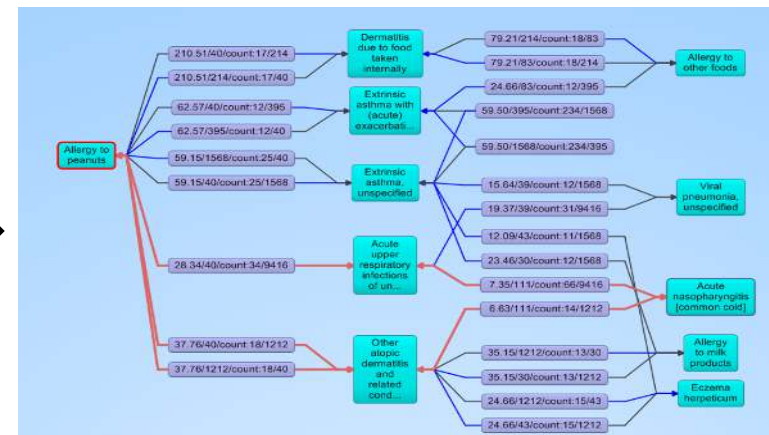 Allergy to
peanuts
210.51/40/count:17/214
210.51/214/count:17/40
62.57/40/count:12/395
62.57/395/count:12/40
59.15/1568/count:25/40
59.15/40/count:25/1568
28.34/40/count:34/9416
37.76/40/count:18/1212
37.76/1212/count:18/40
Dermatitis
due to food
taken
internally
Extrinsic
asthma with
(acute)
exacerbati...
Extrinsic
asthma,
unspecified
Acute
upper
respiratory
infections
of un...
Other
atopic
dermatitis
and
related
cond...
79.21/214/count:18/83
79.21/83/count:18/214
24.66/83/count:12/395
59.50/395/count:234/1568
59.50/1568/count:234/395
15.64/39/count:12/1568
19.37/39/count:31/9416
12.09/43/count:11/1568
23.46/30/count:12/1568
7.35/111/count:66/9416
6.63/111/count:14/1212
35.15/1212/count:13/30
35.15/30/count:13/1212
24.66/1212/count:15/43
24.66/43/count:15/1212
Allergy to
other foods
Viral
pneumonia,
unspecified
Acute
nasopharyngitis
[common cold]
Allergy
to milk
products
Eczema
herpeticum